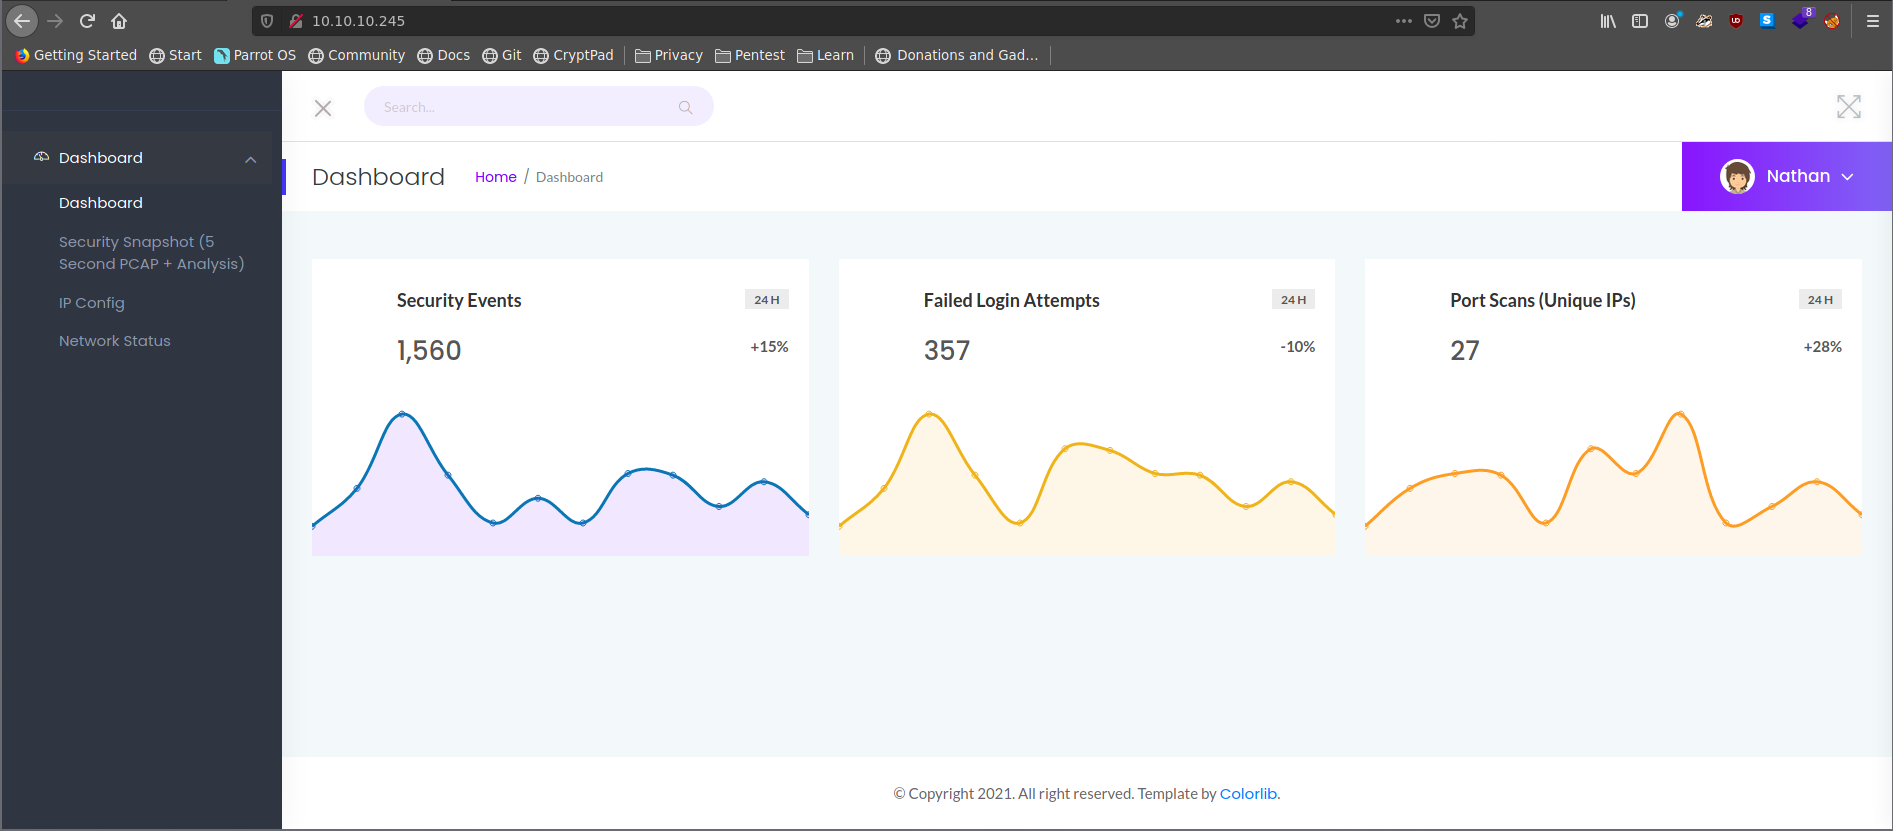 10.10.10.245
8
Getting Started Start Parrot OS Community Docs Git CryptPad Privacy Pentest Learn Donations and Gad...
Search...
Dashboard
Dashboard
Security Snapshot (5
Second PCAP + Analysis)
IP Config
Network Status
Dashboard Home / Dashboard
Nathan
Security Events 24 H
1,560 +15%
Failed Login Attempts 24 H
357 -10%
Port Scans (Unique IPs) 24 H
27 +28%
© Copyright 2021. All right reserved. Template by Colorlib.